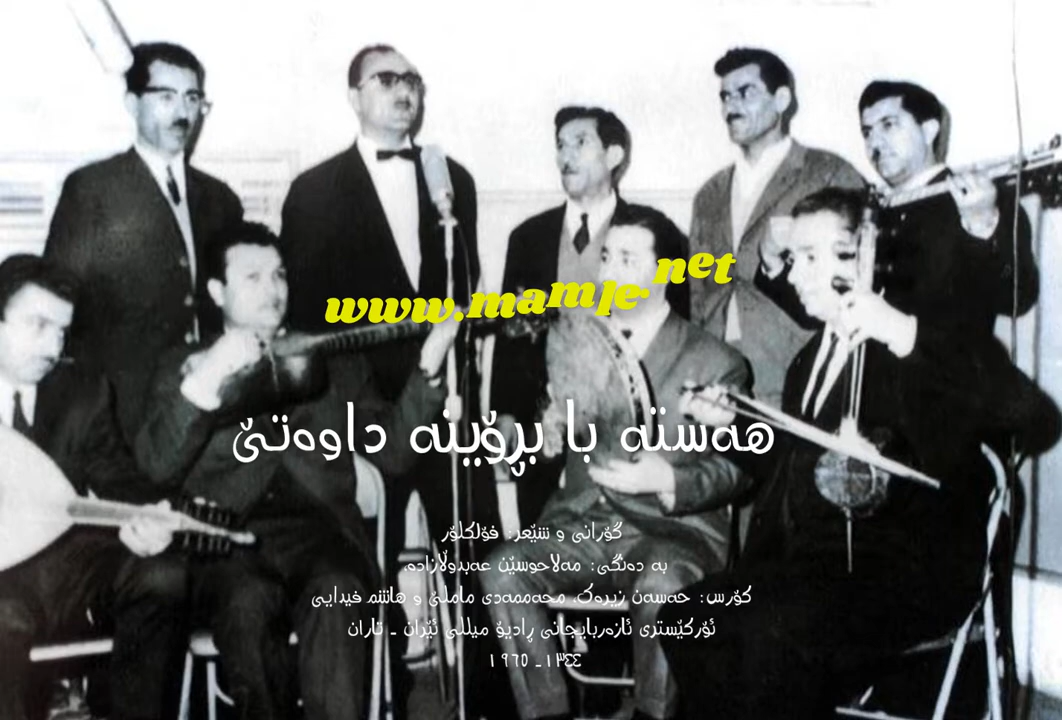 www.mamle.net
هەستە با بڕۆینە داوەتێ
گۆرانی و شێعر: فۆلکلۆر
بە دەنگی: مەلاحوسێن عەبدوڵازادە،
کۆرس: حەسەن زیرەک، محەممەدی ماملێ و هاشم فیدایی
ئۆرکێستری ئازەربایجانی ڕادیۆ میللی ئێران ـ تاران
١٣٤٤ـ ١٩٦٥